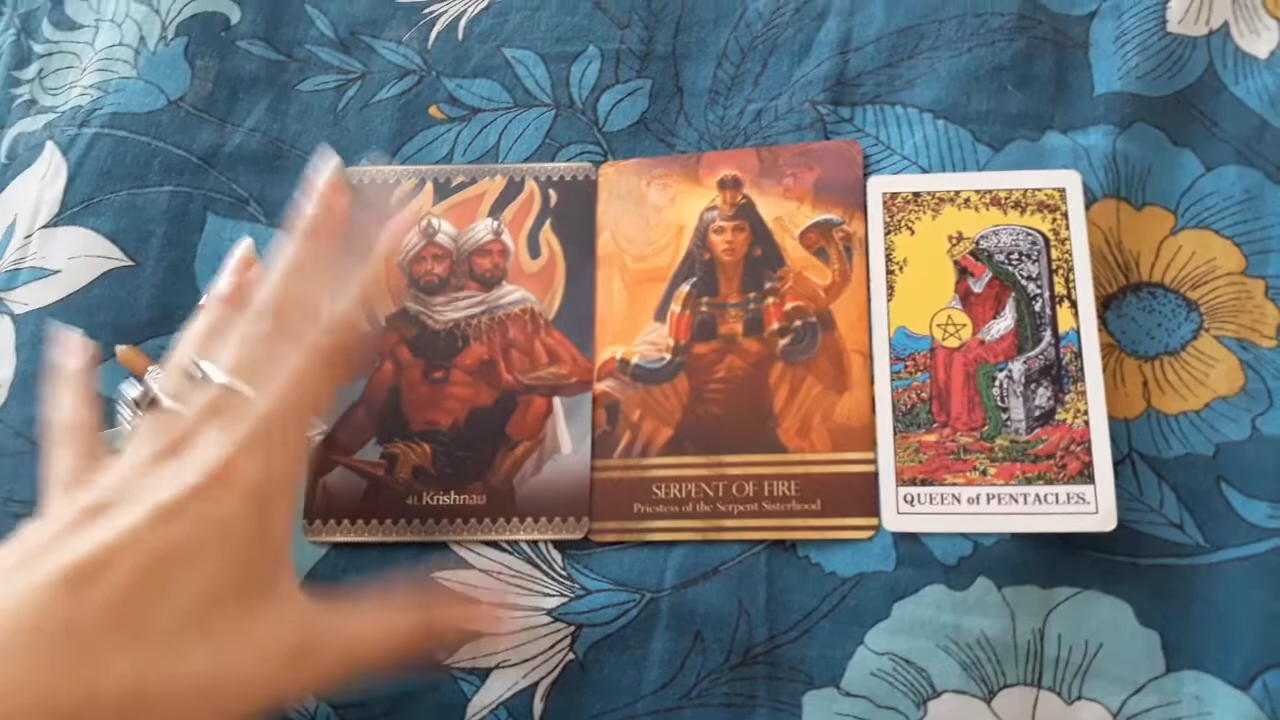 41. Krishnau
SERPENT OF FIRE
Priestess of the Serpent Sisterhood
QUEEN of PENTACLES.